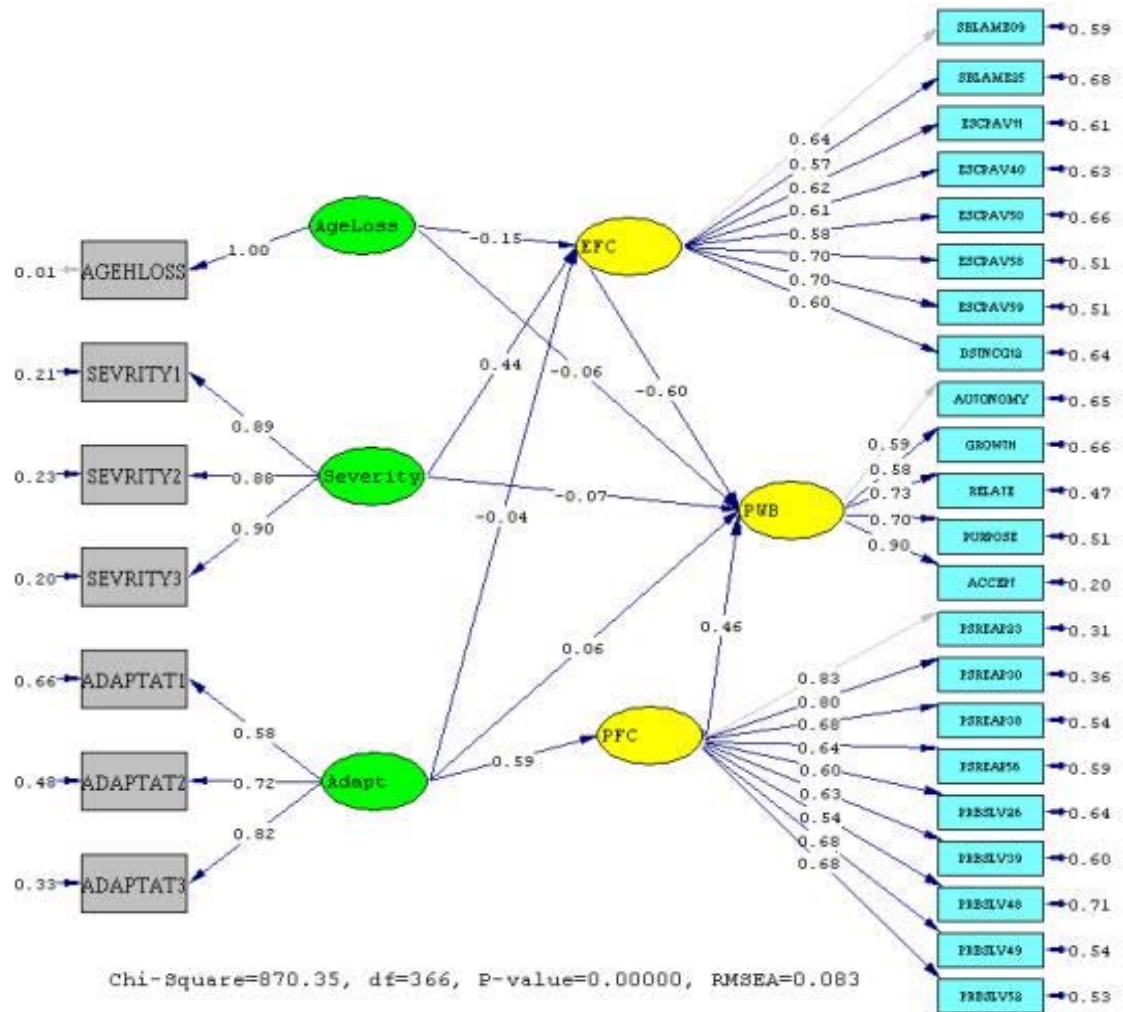 SBLAME09
0.59
SBLAME25
0.68
ESCPAV11
0.61
ESCPAV40
0.63
ESCPAV50
0.66
ESCPAV58
0.51
ESCPAV59
0.51
0.64
AUTONOMY
0.65
GROWTH
0.66
RELATE
0.47
PURPOSE
0.51
ACCEPT
0.20
PSREAP23
0.31
PSREAP30
0.36
PSREAP38
0.54
PSREAP56
0.59
PRBSLV26
0.64
PRBSLV39
0.60
PRBSLV48
0.71
PRBSLV49
0.54
PRBSLV52
0.53
0.64
0.57
0.62
0.61
0.58
0.70
0.70
0.60
0.59
0.58
0.73
0.70
0.90
0.83
0.80
0.68
0.64
0.60
0.63
0.54
0.68
0.68
AgeLoss
EFC
Severity
PWB
Adapt
PFC
-0.15
-0.06
0.44
-0.60
-0.07
-0.04
0.06
0.46
0.59
1.00
0.89
0.88
0.90
0.58
0.72
0.82
0.01
AGEHLOSS
0.21
SEVRITY1
0.23
SEVRITY2
0.20
SEVRITY3
0.66
ADAPTAT1
0.48
ADAPTAT2
0.33
ADAPTAT3
Chi-Square=870.35, df=366, P-value=0.00000, RMSEA=0.083